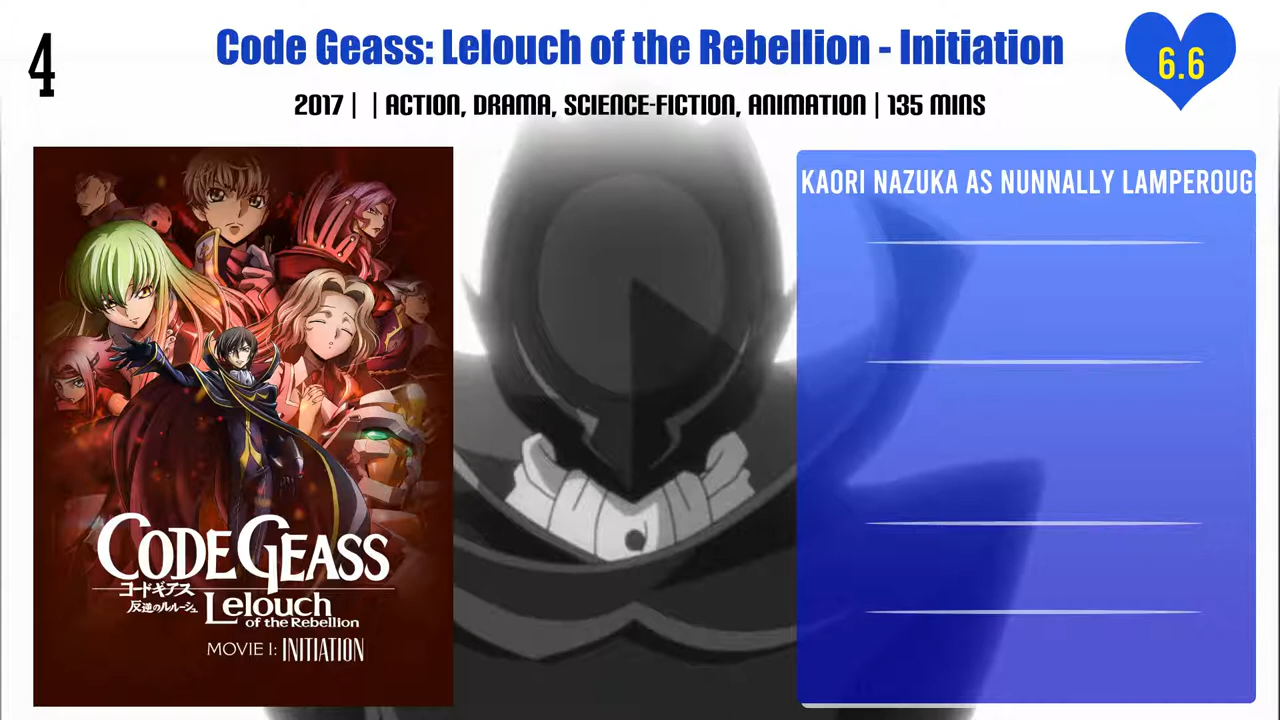 4
Code Geass: Lelouch of the Rebellion - Initiation
6.6
2017 | | ACTION, DRAMA, SCIENCE-FICTION, ANIMATION | 135 MINS
KAORI NAZUKA AS NUNNALLY LAMPEROUG
CODE GEASS
コードギアス
反逆のルルーシュ
Lelouch
of the Rebellion
MOVIE I: INITIATION